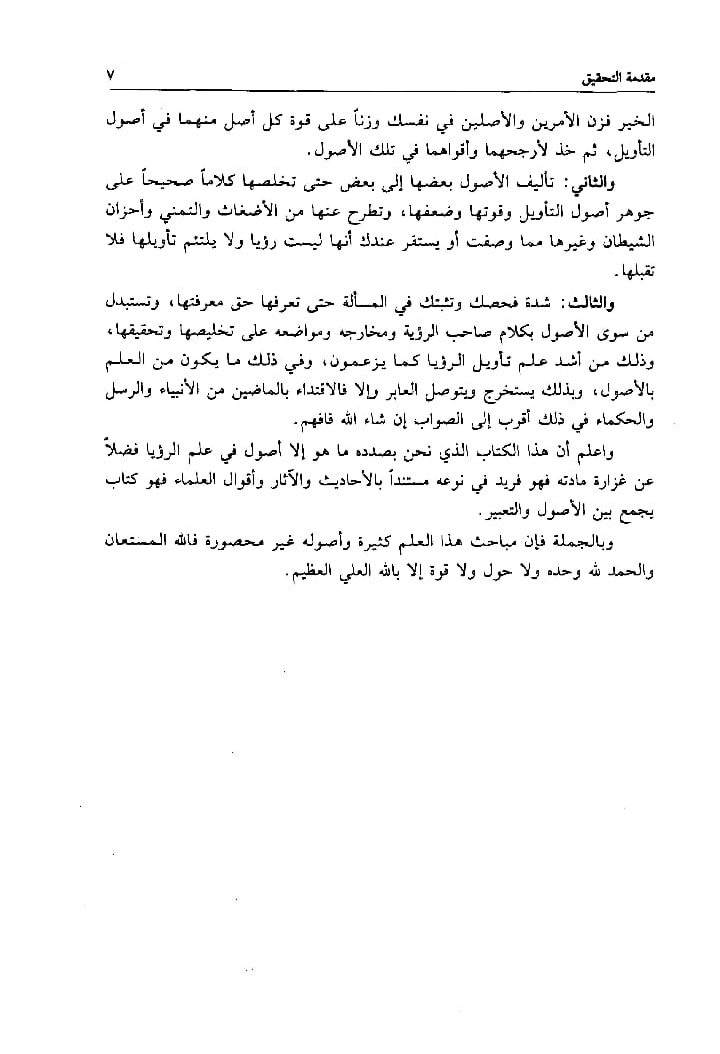 مقدمة التحقيق ٧
الخير فزن الأمرين والأصلين في نفسك وزناً على قوة كل أصل منهما في أصول
التأويل، ثم خذ لأرجحهما وأقواهما في تلك الأصول.
والثاني: تأليف الأصول بعضها إلى بعض حتى تخلصها كلاماً صحيحاً على
جوهر أصول التأويل وقوتها وضعفها، وتطرح عنها من الأضغاث والتمني وأحزان
الشيطان وغيرها مما وصفت أو يستقر عندك أنها ليست رؤيا ولا يلتئم تأويلها فلا
تقبلها.
والثالث: شدة فحصك وتثبتك في المسألة حتى تعرفها حق معرفتها، وتستبدل
من سوى الأصول بكلام صاحب الرؤية ومخارجه ومواضعه على تخليصها وتحقيقها،
وذلك من أشد علم تأويل الرؤيا كما يزعمون، وفي ذلك ما يكون من العلم
بالأصول، وبذلك يستخرج ويتوصل العابر وإلا فالاقتداء بالماضين من الأنبياء والرسل
والحكماء في ذلك أقرب إلى الصواب إن شاء الله فافهم.
واعلم أن هذا الكتاب الذي نحن بصدده ما هو إلا أصول في علم الرؤيا فضلاً
عن غزارة مادته فهو فريد في نوعه مستنداً بالأحاديث والآثار وأقوال العلماء فهو كتاب
يجمع بين الأصول والتعبير.
وبالجملة فإن مباحث هذا العلم كثيرة وأصوله غير محصورة فالله المستعان
والحمد لله وحده ولا حول ولا قوة إلا بالله العلي العظيم.